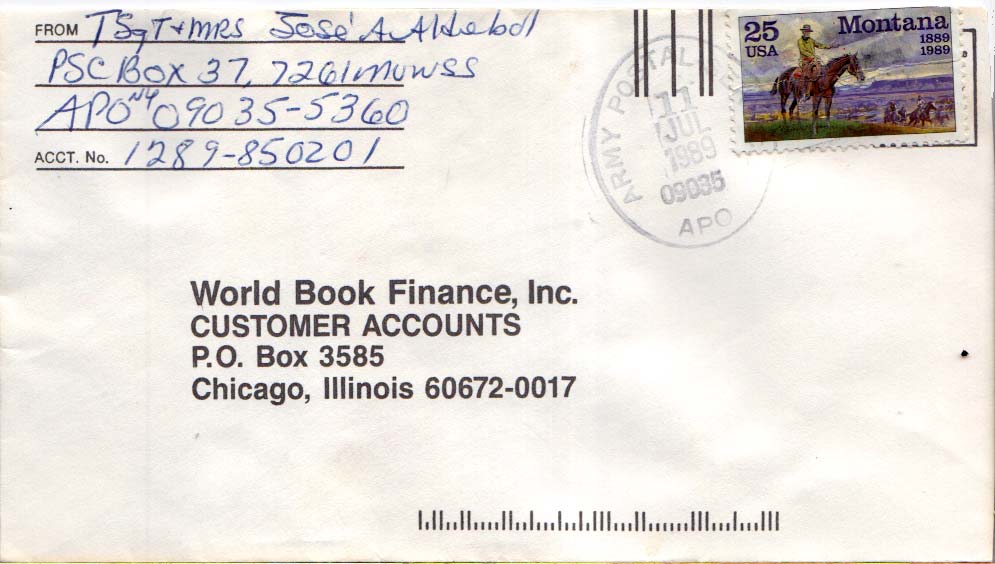 FROM TSgT + MRS José A. Aldebol
PSC Box 37, 7261 MUNSS
APO NY 09035-5360
ACCT. No. 1289-850201
25 USA
Montana
1889
1989
ARMY POSTAL
11
JUL
1989
09035
APO
World Book Finance, Inc.
CUSTOMER ACCOUNTS
P.O. Box 3585
Chicago, Illinois 60672-0017